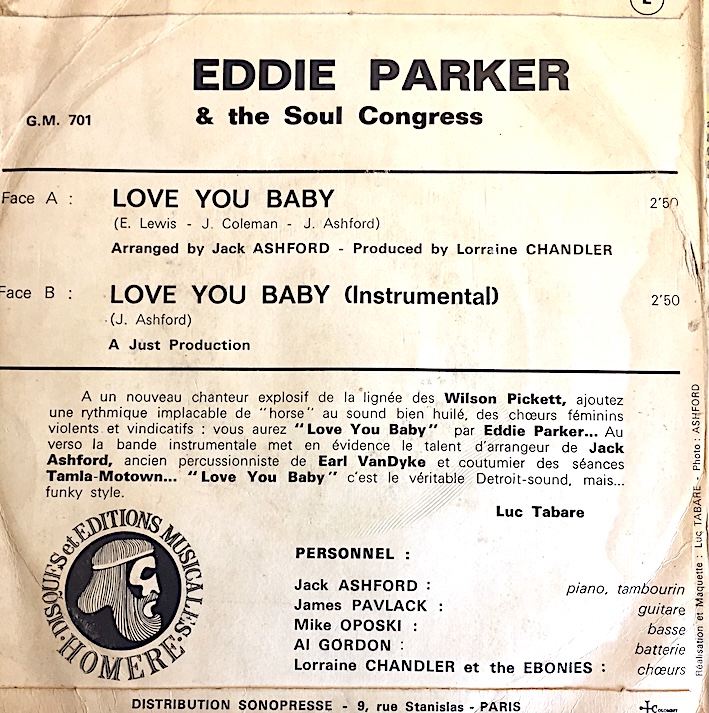 EDDIE PARKER
G.M. 701
& the Soul Congress
Face A : LOVE YOU BABY 2'50
(E. Lewis - J. Coleman - J. Ashford)
Arranged by Jack ASHFORD - Produced by Lorraine CHANDLER
Face B : LOVE YOU BABY (Instrumental) 2'50
(J. Ashford)
A Just Production
A un nouveau chanteur explosif de la lignée des Wilson Pickett, ajoutez
une rythmique implacable de "horse" au sound bien huilé, des chœurs féminins
violents et vindicatifs : vous aurez "Love You Baby" par Eddie Parker... Au
verso la bande instrumentale met en évidence le talent d'arrangeur de Jack
Ashford, ancien percussionniste de Earl VanDyke et coutumier des séances
Tamla-Motown... "Love You Baby" c'est le véritable Detroit-sound, mais...
funky style.
Luc Tabare
DISQUES et EDITIONS MUSICALES
HOMERE
PERSONNEL :
Jack ASHFORD : piano, tambourin
James PAVLACK : guitare
Mike OPOSKI : basse
Al GORDON : batterie
Lorraine CHANDLER et the EBONIES : chœurs
Réalisation et Maquette : Luc TABARE - Photo : ASHFORD
DISTRIBUTION SONOPRESSE - 9, rue Stanislas - PARIS